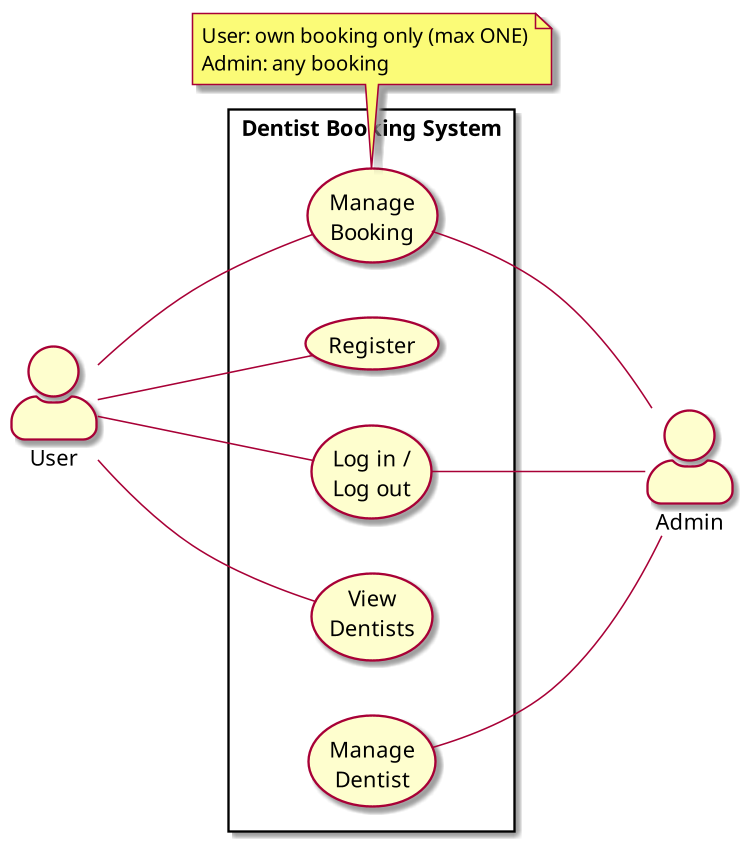 User: own booking only (max ONE)
Admin: any booking
Dentist Booking System
Manage
Booking
Register
User
Log in /
Log out
Admin
View
Dentists
Manage
Dentist